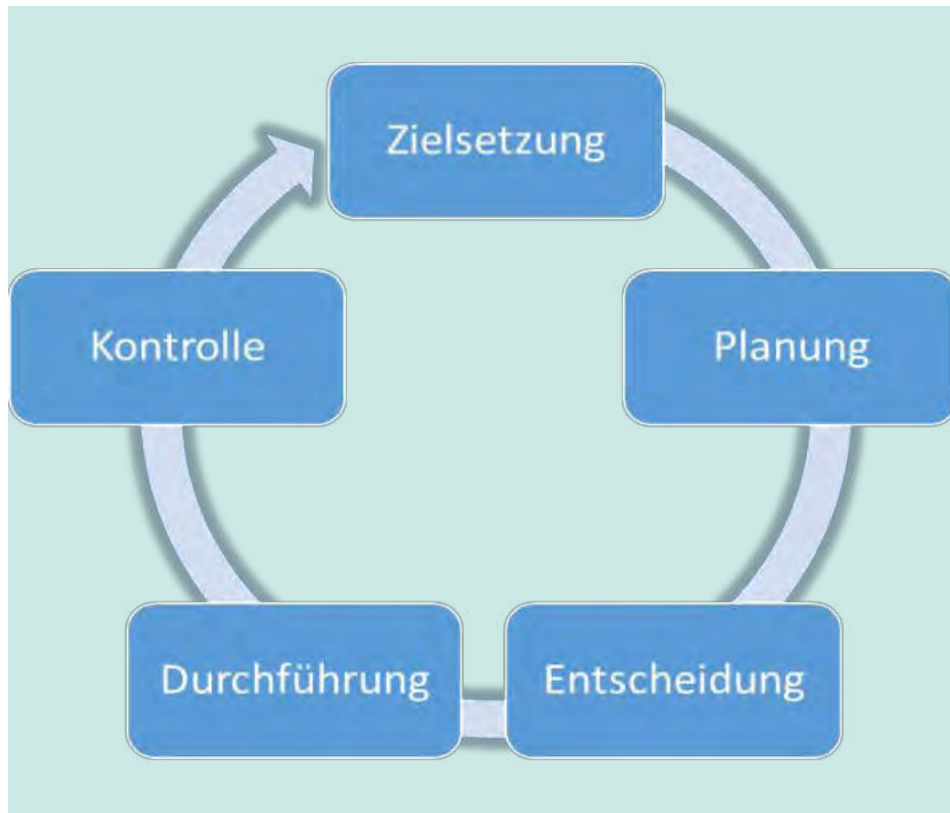 Zielsetzung
Planung
Entscheidung
Durchführung
Kontrolle